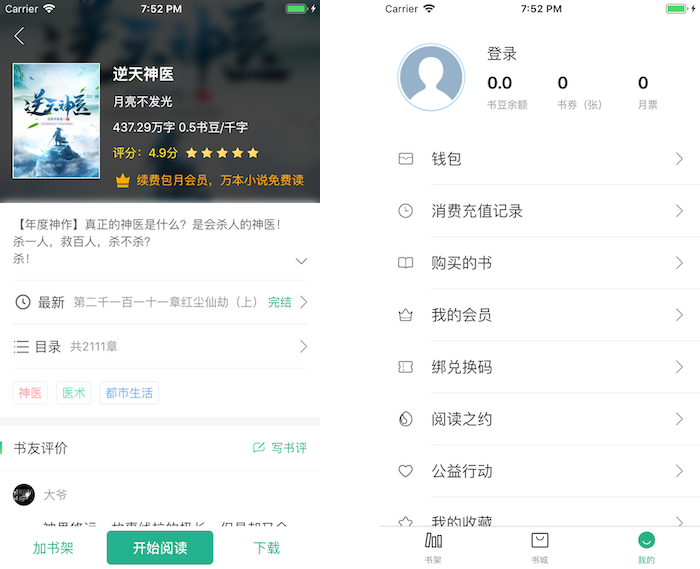 Carrier 7:52 PM
逆天神医
逆天神医
逆天神医
月亮不发光
437.29万字 0.5书豆/千字
评分：4.9分
续费包月会员，万本小说免费读
【年度神作】真正的神医是什么？是会杀人的神医！
杀一人，救百人，杀不杀？
杀！
最新 第二千一百一十一章红尘仙劫（上） 完结
目录 共2111章
神医 医术 都市生活
书友评价 写书评
大爷
加书架 开始阅读 下载
Carrier 7:52 PM
登录
0.0 0 0
书豆余额 书券（张） 月票
钱包
消费充值记录
购买的书
我的会员
绑兑换码
阅读之约
公益行动
我的收藏
书架 书城 我的